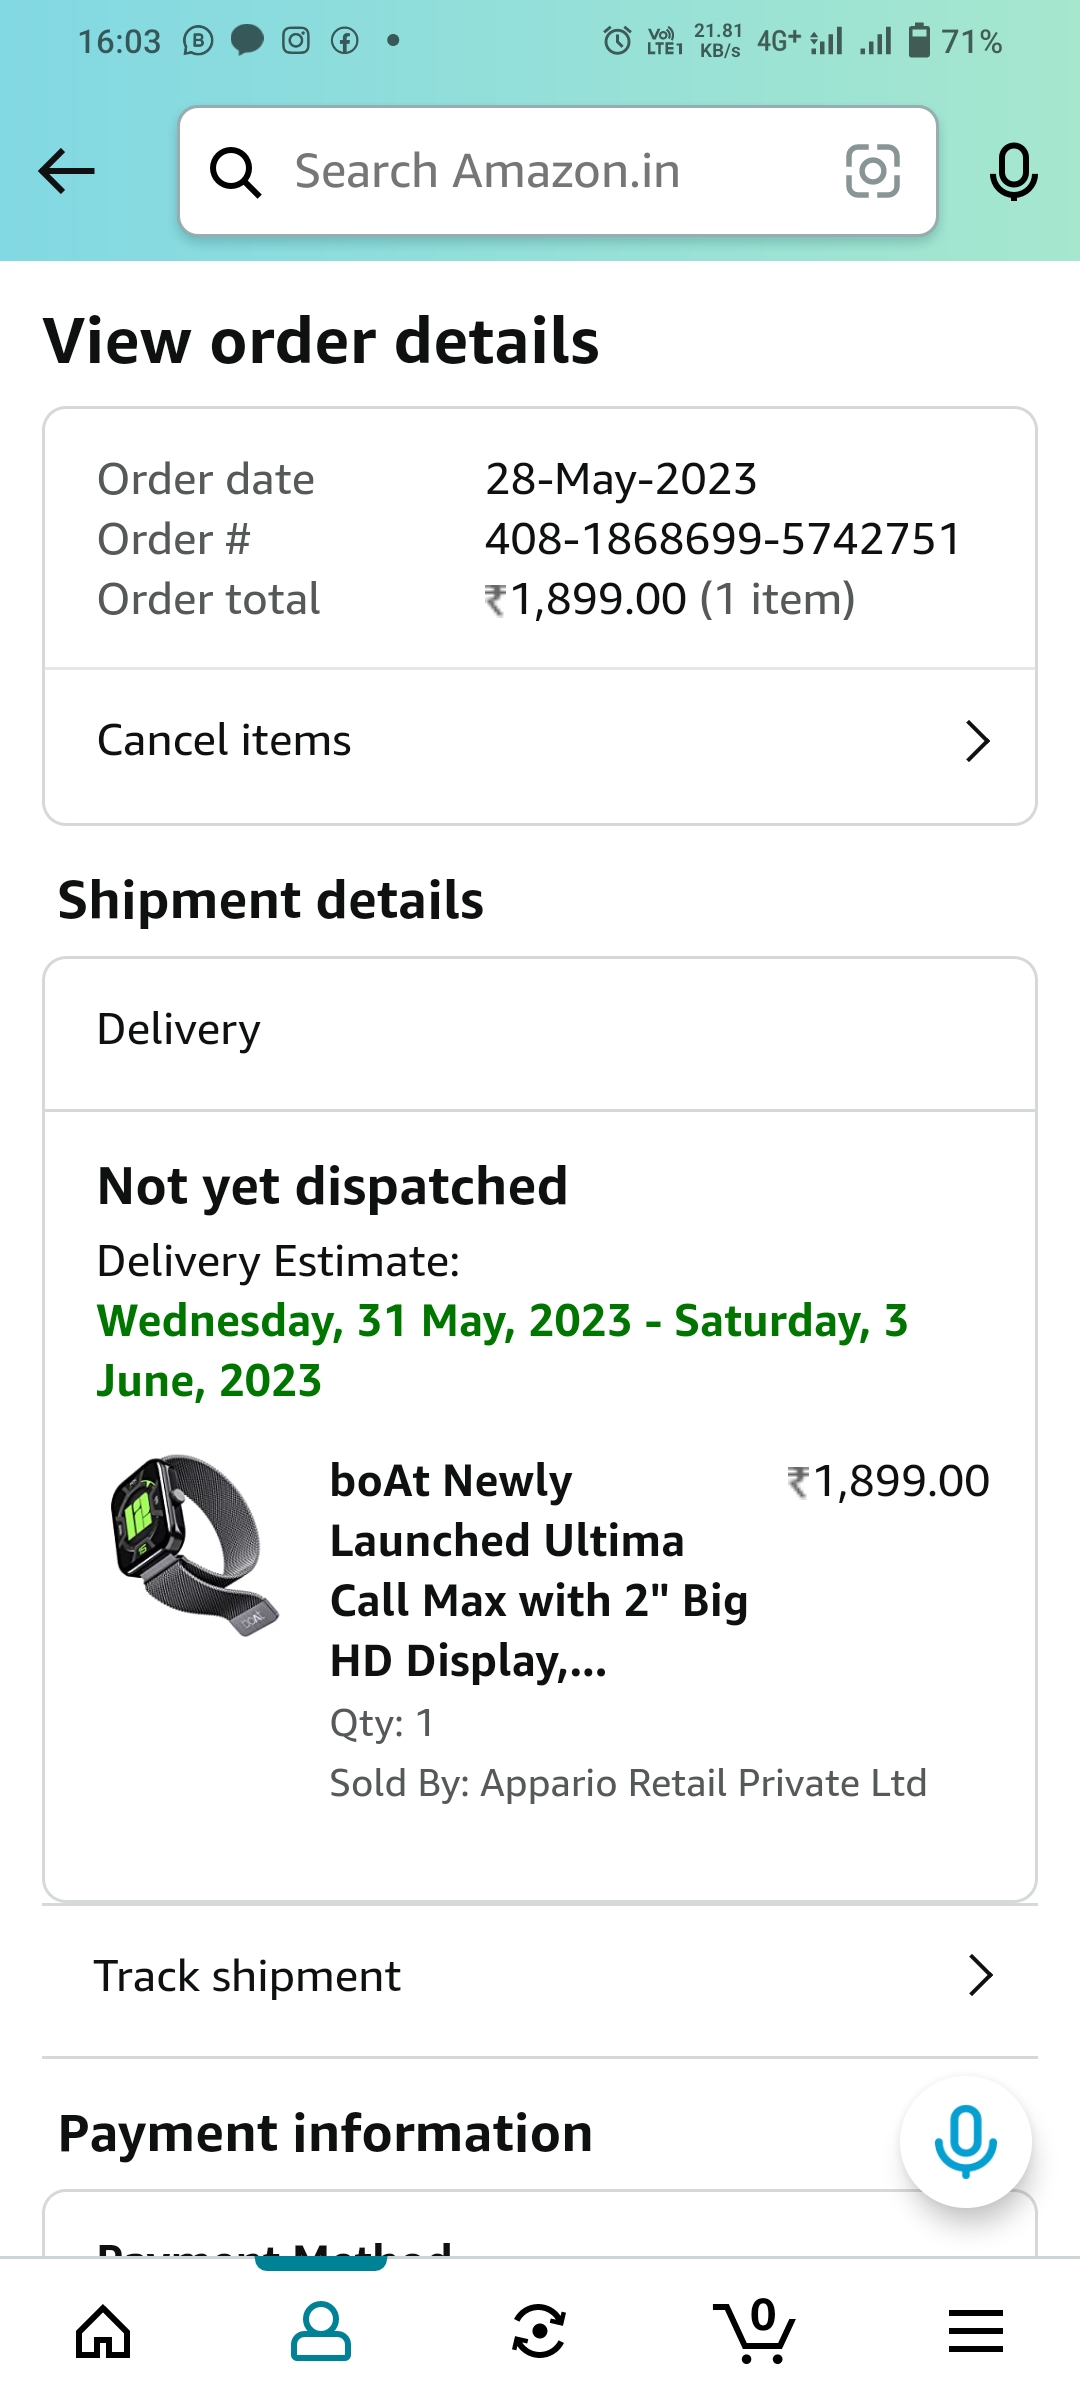 16:03 VoLTE1 21.81 KB/s 4G+ 71%
Search Amazon.in
View order details
Order date 28-May-2023
Order # 408-1868699-5742751
Order total ₹1,899.00 (1 item)
Cancel items
Shipment details
Delivery
Not yet dispatched
Delivery Estimate:
Wednesday, 31 May, 2023 - Saturday, 3
June, 2023
boAt Newly ₹1,899.00
Launched Ultima
Call Max with 2" Big
HD Display,...
Qty: 1
Sold By: Appario Retail Private Ltd
Track shipment
Payment information
Payment Method
0